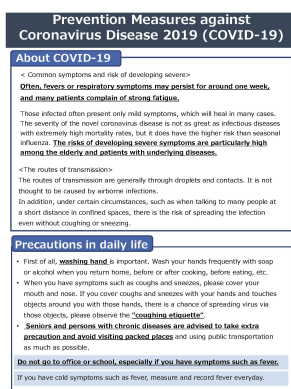 Prevention Measures against
Coronavirus Disease 2019 (COVID-19)
About COVID-19
< Common symptoms and risk of developing severe>
Often, fevers or respiratory symptoms may persist for around one week,
and many patients complain of strong fatigue.
Those infected often present only mild symptoms, which will heal in many cases.
The severity of the novel coronavirus disease is not as great as infectious diseases
with extremely high mortality rates, but it does have the higher risk than seasonal
influenza. The risks of developing severe symptoms are particularly high
among the elderly and patients with underlying diseases.
<The routes of transmission>
The routes of transmission are generally through droplets and contacts. It is not
thought to be caused by airborne infections.
In addition, under certain circumstances, such as when talking to many people at
a short distance in confined spaces, there is the risk of spreading the infection
even without coughing or sneezing.
Precautions in daily life
• First of all, washing hand is important. Wash your hands frequently with soap
or alcohol when you return home, before or after cooking, before eating, etc.
• When you have symptoms such as coughs and sneezes, please cover your
mouth and nose. If you cover coughs and sneezes with your hands and touches
objects around you with those hands, there is a chance of spreading virus via
those objects, please observe the "coughing etiquette".
• Seniors and persons with chronic diseases are advised to take extra
precaution and avoid visiting packed places and using public transportation
as much as possible.
Do not go to office or school, especially if you have symptoms such as fever.
If you have cold symptoms such as fever, measure and record fever everyday.